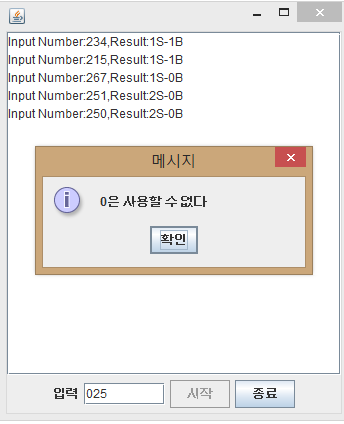 Input Number:234,Result:1S-1B
Input Number:215,Result:1S-1B
Input Number:267,Result:1S-0B
Input Number:251,Result:2S-0B
Input Number:250,Result:2S-0B
메시지
0은 사용할 수 없다
확인
입력 025 시작 종료